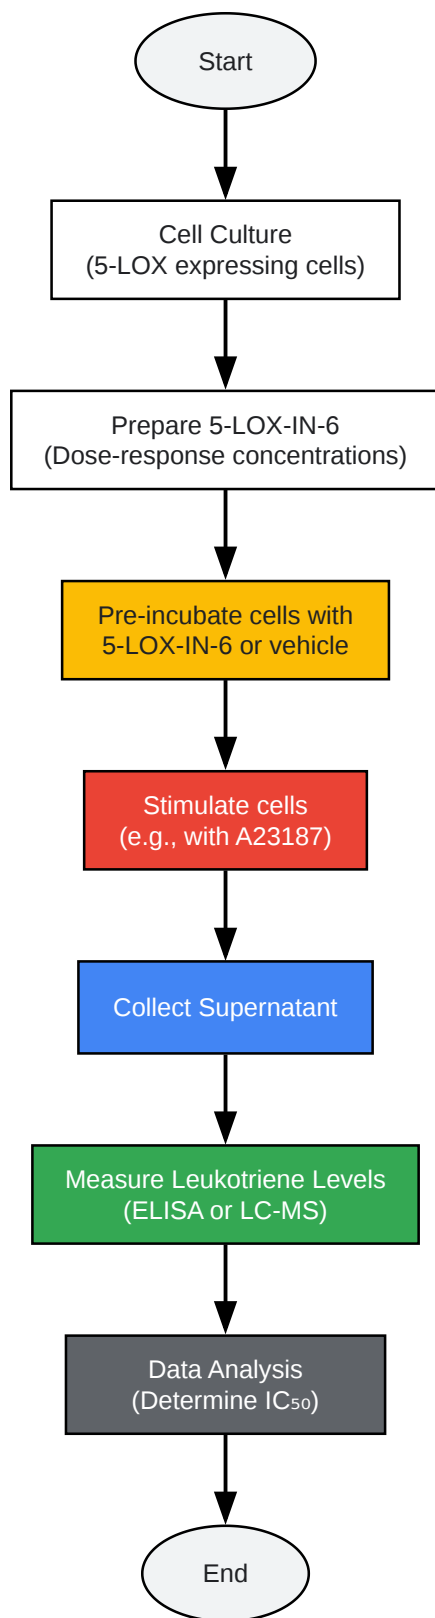 Start
Cell Culture
(5-LOX expressing cells)
Prepare 5-LOX-IN-6
(Dose-response concentrations)
Pre-incubate cells with
5-LOX-IN-6 or vehicle
Stimulate cells
(e.g., with A23187)
Collect Supernatant
Measure Leukotriene Levels
(ELISA or LC-MS)
Data Analysis
(Determine IC₅₀)
End